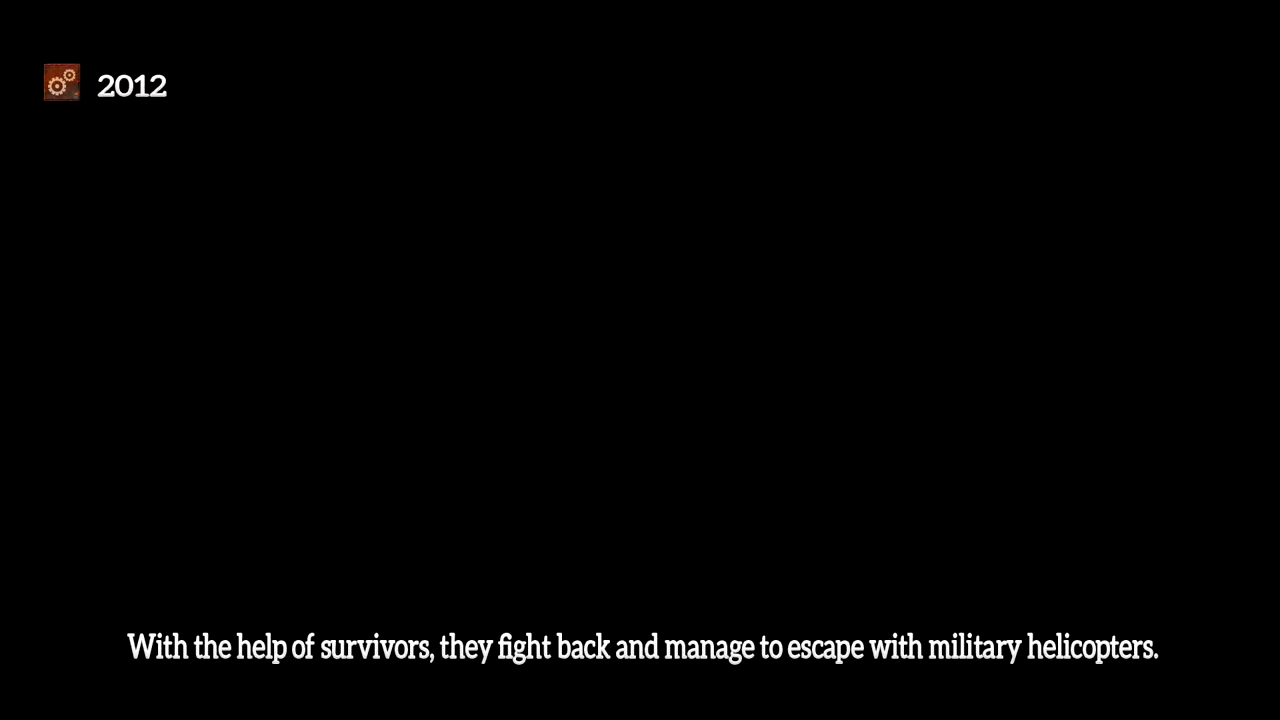 2012
With the help of survivors, they fight back and manage to escape with military helicopters.